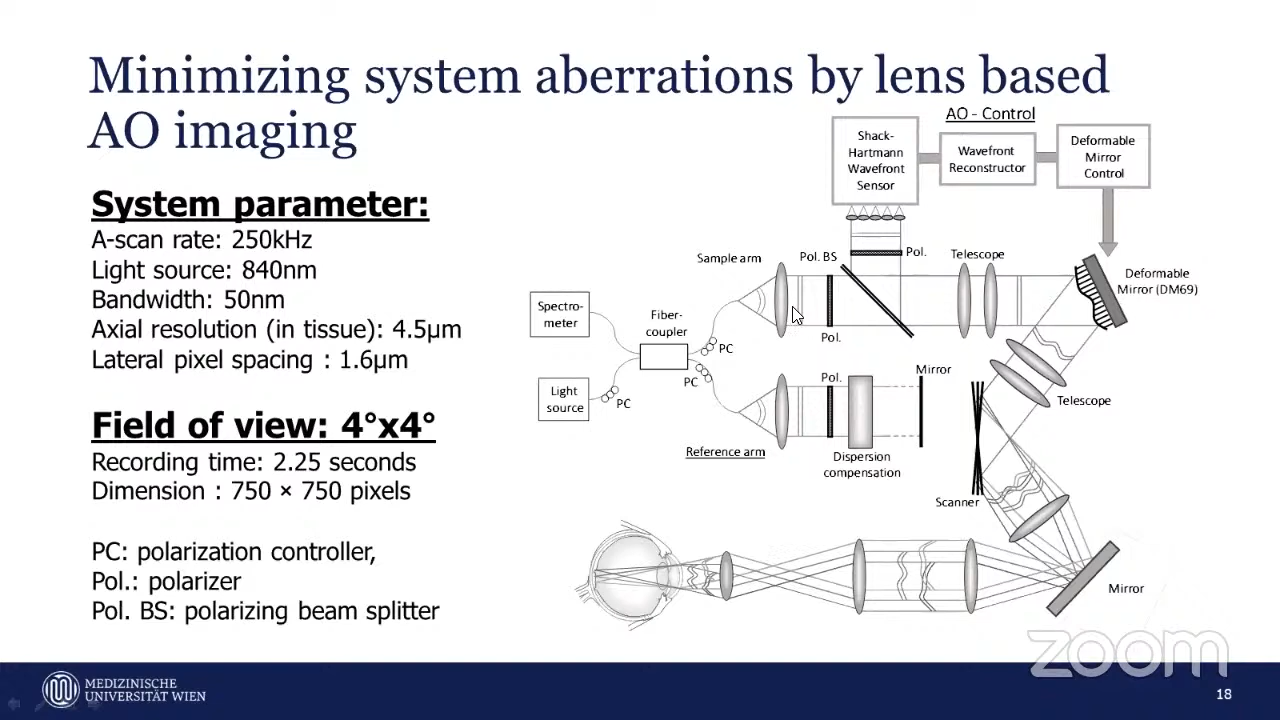 Minimizing system aberrations by lens based
AO imaging
System parameter:
A-scan rate: 250kHz
Light source: 840nm
Bandwidth: 50nm
Axial resolution (in tissue): 4.5µm
Lateral pixel spacing : 1.6µm
Field of view: 4°x4°
Recording time: 2.25 seconds
Dimension : 750 × 750 pixels
PC: polarization controller,
Pol.: polarizer
Pol. BS: polarizing beam splitter
AO - Control
Shack-
Hartmann
Wavefront
Sensor
Wavefront
Reconstructor
Deformable
Mirror
Control
Sample arm
Pol. BS
Pol.
Telescope
Deformable
Mirror (DM69)
Spectro-
meter
Fiber-
coupler
PC
Pol.
PC
Light
source
PC
Pol.
Mirror
Telescope
Reference arm
Dispersion
compensation
Scanner
Mirror
zoom
MEDIZINISCHE
UNIVERSITÄT WIEN
18